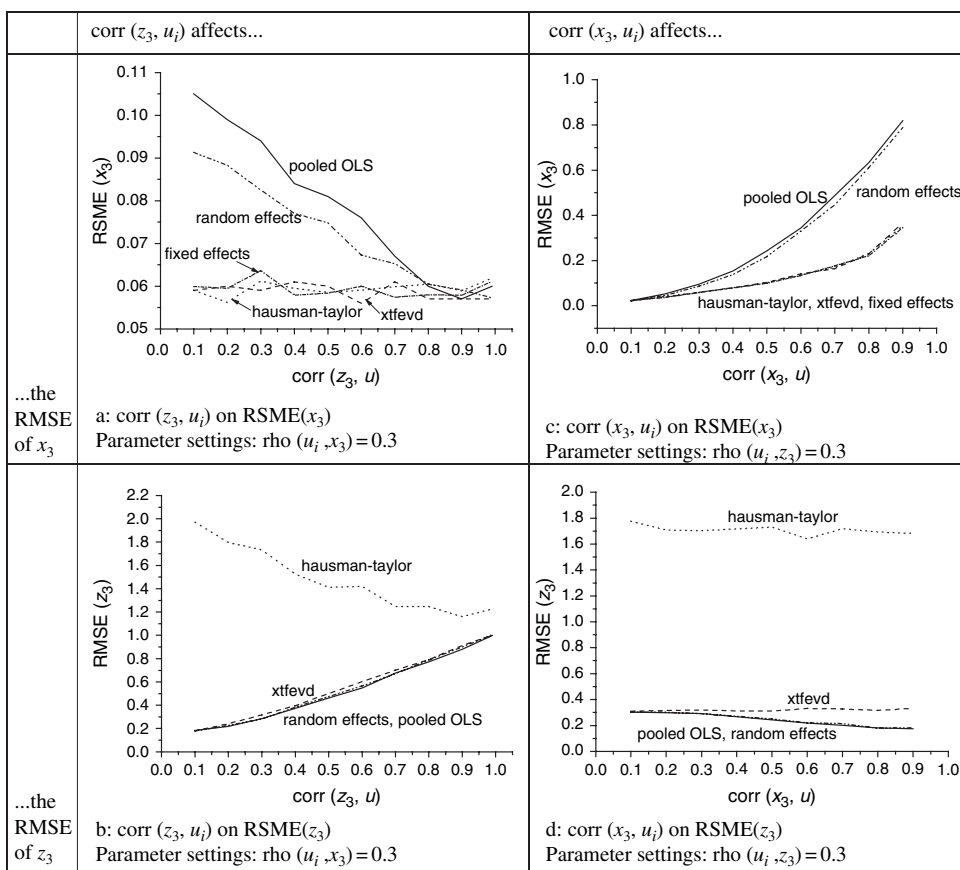 corr (z₃, uᵢ) affects...
corr (x₃, uᵢ) affects...
...the
RMSE
of x₃
0.11
0.10
0.09
0.08
0.07
0.06
0.05
RSME (x₃)
pooled OLS
random effects
fixed effects
hausman-taylor
xtfevd
0.0 0.1 0.2 0.3 0.4 0.5 0.6 0.7 0.8 0.9 1.0
corr (z₃, u)
a: corr (z₃, uᵢ) on RSME(x₃)
Parameter settings: rho (uᵢ ,x₃) = 0.3
1.0
0.8
0.6
0.4
0.2
0.0
RMSE (x₃)
pooled OLS
random effects
hausman-taylor, xtfevd, fixed effects
0.0 0.1 0.2 0.3 0.4 0.5 0.6 0.7 0.8 0.9 1.0
corr (x₃, u)
c: corr (x₃, uᵢ) on RSME(x₃)
Parameter settings: rho (uᵢ ,z₃) = 0.3
...the
RMSE
of z₃
2.2
2.0
1.8
1.6
1.4
1.2
1.0
0.8
0.6
0.4
0.2
0.0
RMSE (z₃)
hausman-taylor
xtfevd
random effects, pooled OLS
0.0 0.1 0.2 0.3 0.4 0.5 0.6 0.7 0.8 0.9 1.0
corr (z₃, u)
b: corr (z₃, uᵢ) on RSME(z₃)
Parameter settings: rho (uᵢ ,x₃) = 0.3
2.0
1.8
1.6
1.4
1.2
1.0
0.8
0.6
0.4
0.2
0.0
RMSE (z₃)
hausman-taylor
xtfevd
pooled OLS, random effects
0.0 0.1 0.2 0.3 0.4 0.5 0.6 0.7 0.8 0.9 1.0
corr (x₃, u)
d: corr (x₃, uᵢ) on RSME(z₃)
Parameter settings: rho (uᵢ ,z₃) = 0.3